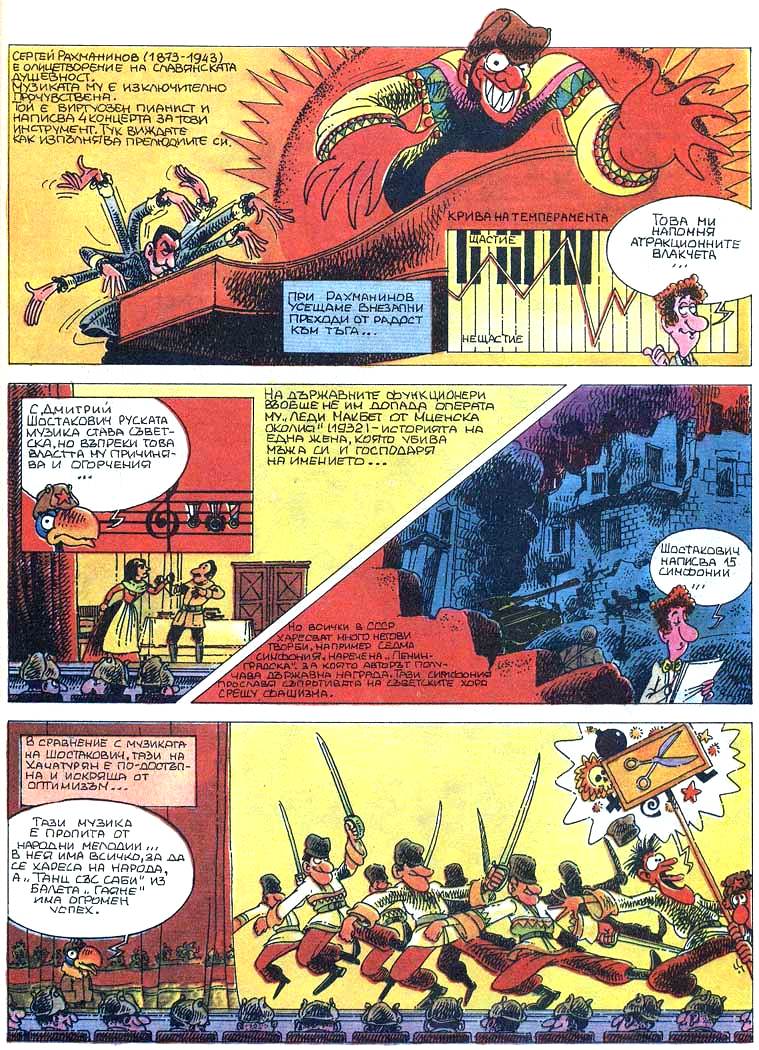 СЕРГЕЙ РАХМАНИНОВ (1873-1943)
Е ОЛИЦЕТВОРЕНИЕ НА СЛАВЯНСКАТА
ДУШЕВНОСТ.
МУЗИКАТА МУ Е ИЗКЛЮЧИТЕЛНО
ПРОЧУВСТВЕНА.
ТОЙ Е ВИРТУОЗЕН ПИАНИСТ И
НАПИСВА 4 КОНЦЕРТА ЗА ТОЗИ
ИНСТРУМЕНТ. ТУК ВИЖДАТЕ
КАК ИЗПЪЛНЯВА ПРЕЛЮДИИТЕ СИ.
ПРИ РАХМАНИНОВ
УСЕЩАМЕ ВНЕЗАПНИ
ПРЕХОДИ ОТ РАДОСТ
КЪМ ТЪГА...
КРИВА НА ТЕМПЕРАМЕНТА
ЩАСТИЕ
НЕЩАСТИЕ
ТОВА МИ
НАПОМНЯ
АТРАКЦИОННИТЕ
ВЛАКЧЕТА
...
С ДМИТРИЙ
ШОСТАКОВИЧ РУСКАТА
МУЗИКА СТАВА СЪВЕТ-
СКА, НО ВЪПРЕКИ ТОВА
ВЛАСТТА МУ ПРИЧИНЯ-
ВА И ОГОРЧЕНИЯ
...
НА ДЪРЖАВНИТЕ ФУНКЦИОНЕРИ
ВЪОБЩЕ НЕ ИМ ДОПАДА ОПЕРАТА
МУ „ЛЕДИ МАКБЕТ ОТ МЦЕНСКА
ОКОЛИЯ" (1932) - ИСТОРИЯТА НА
ЕДНА ЖЕНА, КОЯТО УБИВА
МЪЖА СИ И ГОСПОДАРЯ
НА ИМЕНИЕТО...
НО ВСИЧКИ В СССР
ХАРЕСВАТ МНОГО НЕГОВИ
ТВОРБИ, НАПРИМЕР СЕДМА
СИМФОНИЯ, НАРЕЧЕНА „ЛЕНИН-
ГРАДСКА", ЗА КОЯТО АВТОРЪТ ПОЛУ-
ЧАВА ДЪРЖАВНА НАГРАДА. ТАЗИ СИМФОНИЯ
ПРОСЛАВЯ СЪПРОТИВАТА НА СЪВЕТСКИТЕ ХОРА
СРЕЩУ ФАШИЗМА.
ШОСТАКОВИЧ
НАПИСВА 15
СИМФОНИИ
...
В СРАВНЕНИЕ С МУЗИКАТА
НА ШОСТАКОВИЧ, ТАЗИ НА
ХАЧАТУРЯН Е ПО-ДОСТЪП-
НА И ИСКРЯЩА ОТ
ОПТИМИЗЪМ...
ТАЗИ МУЗИКА
Е ПРОПИТА ОТ
НАРОДНИ МЕЛОДИИ...
В НЕЯ ИМА ВСИЧКО, ЗА ДА
СЕ ХАРЕСА НА НАРОДА,
А „ТАНЦ СЪС САБИ" ИЗ
БАЛЕТА „ГАЯНЕ"
ИМА ОГРОМЕН
УСПЕХ.